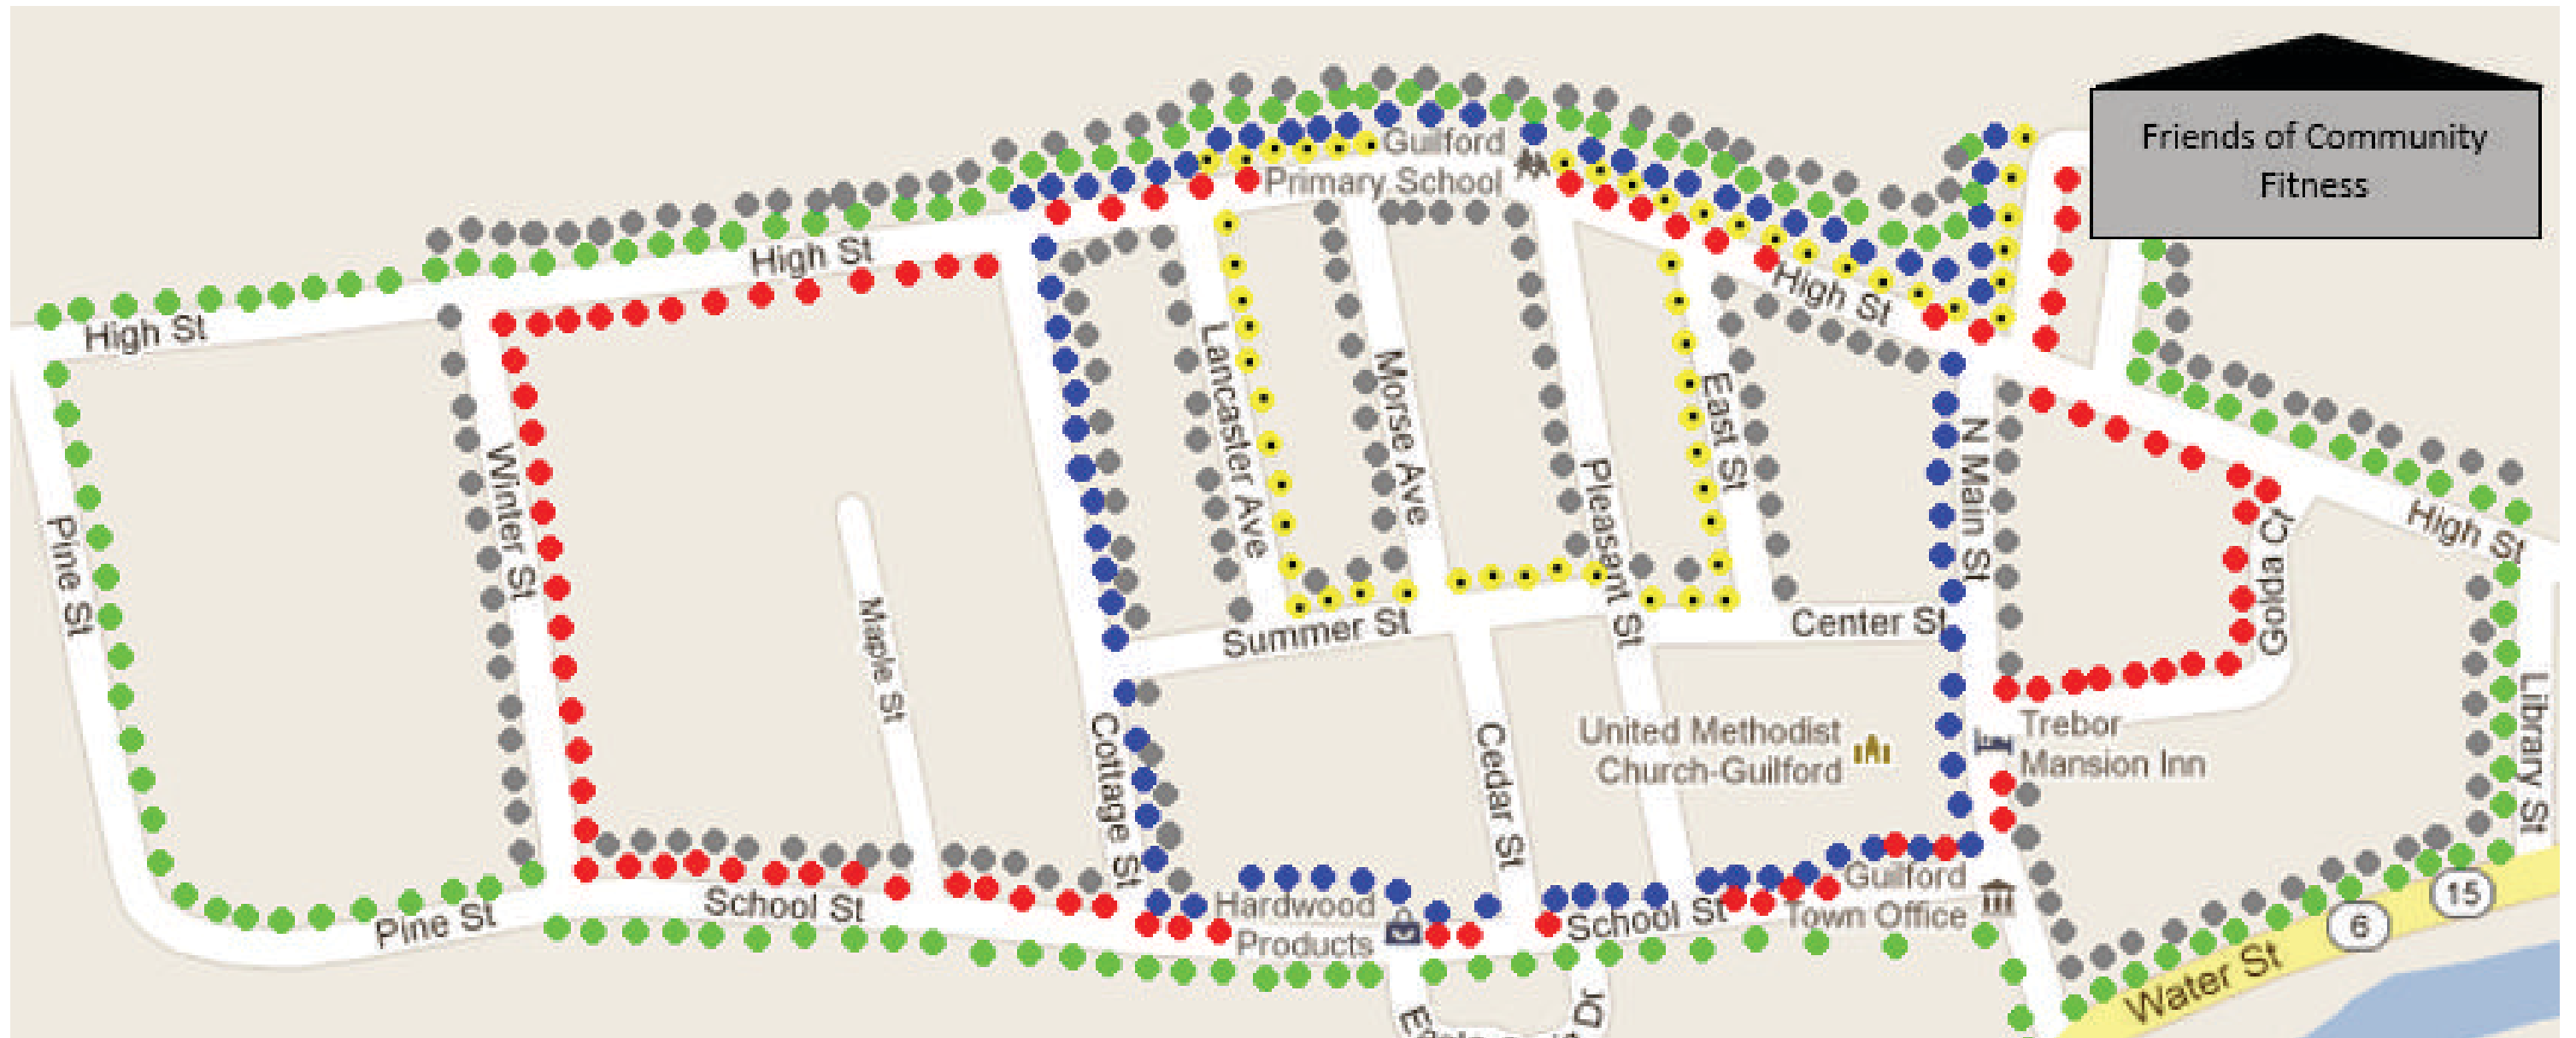 Friends of Community
Fitness
Guilford
Primary School
High St
High St
High St
High St
Pine St
Winter St
Maple St
Cottage St
Lancaster Ave
Morse Ave
Pleasant St
East St
N Main St
Golda Ct
Library St
Summer St
Center St
Cedar St
United Methodist
Church-Guilford
Trebor
Mansion Inn
Pine St
School St
Hardwood
Products
School St
Guilford
Town Office
Water St
6
15
Dr